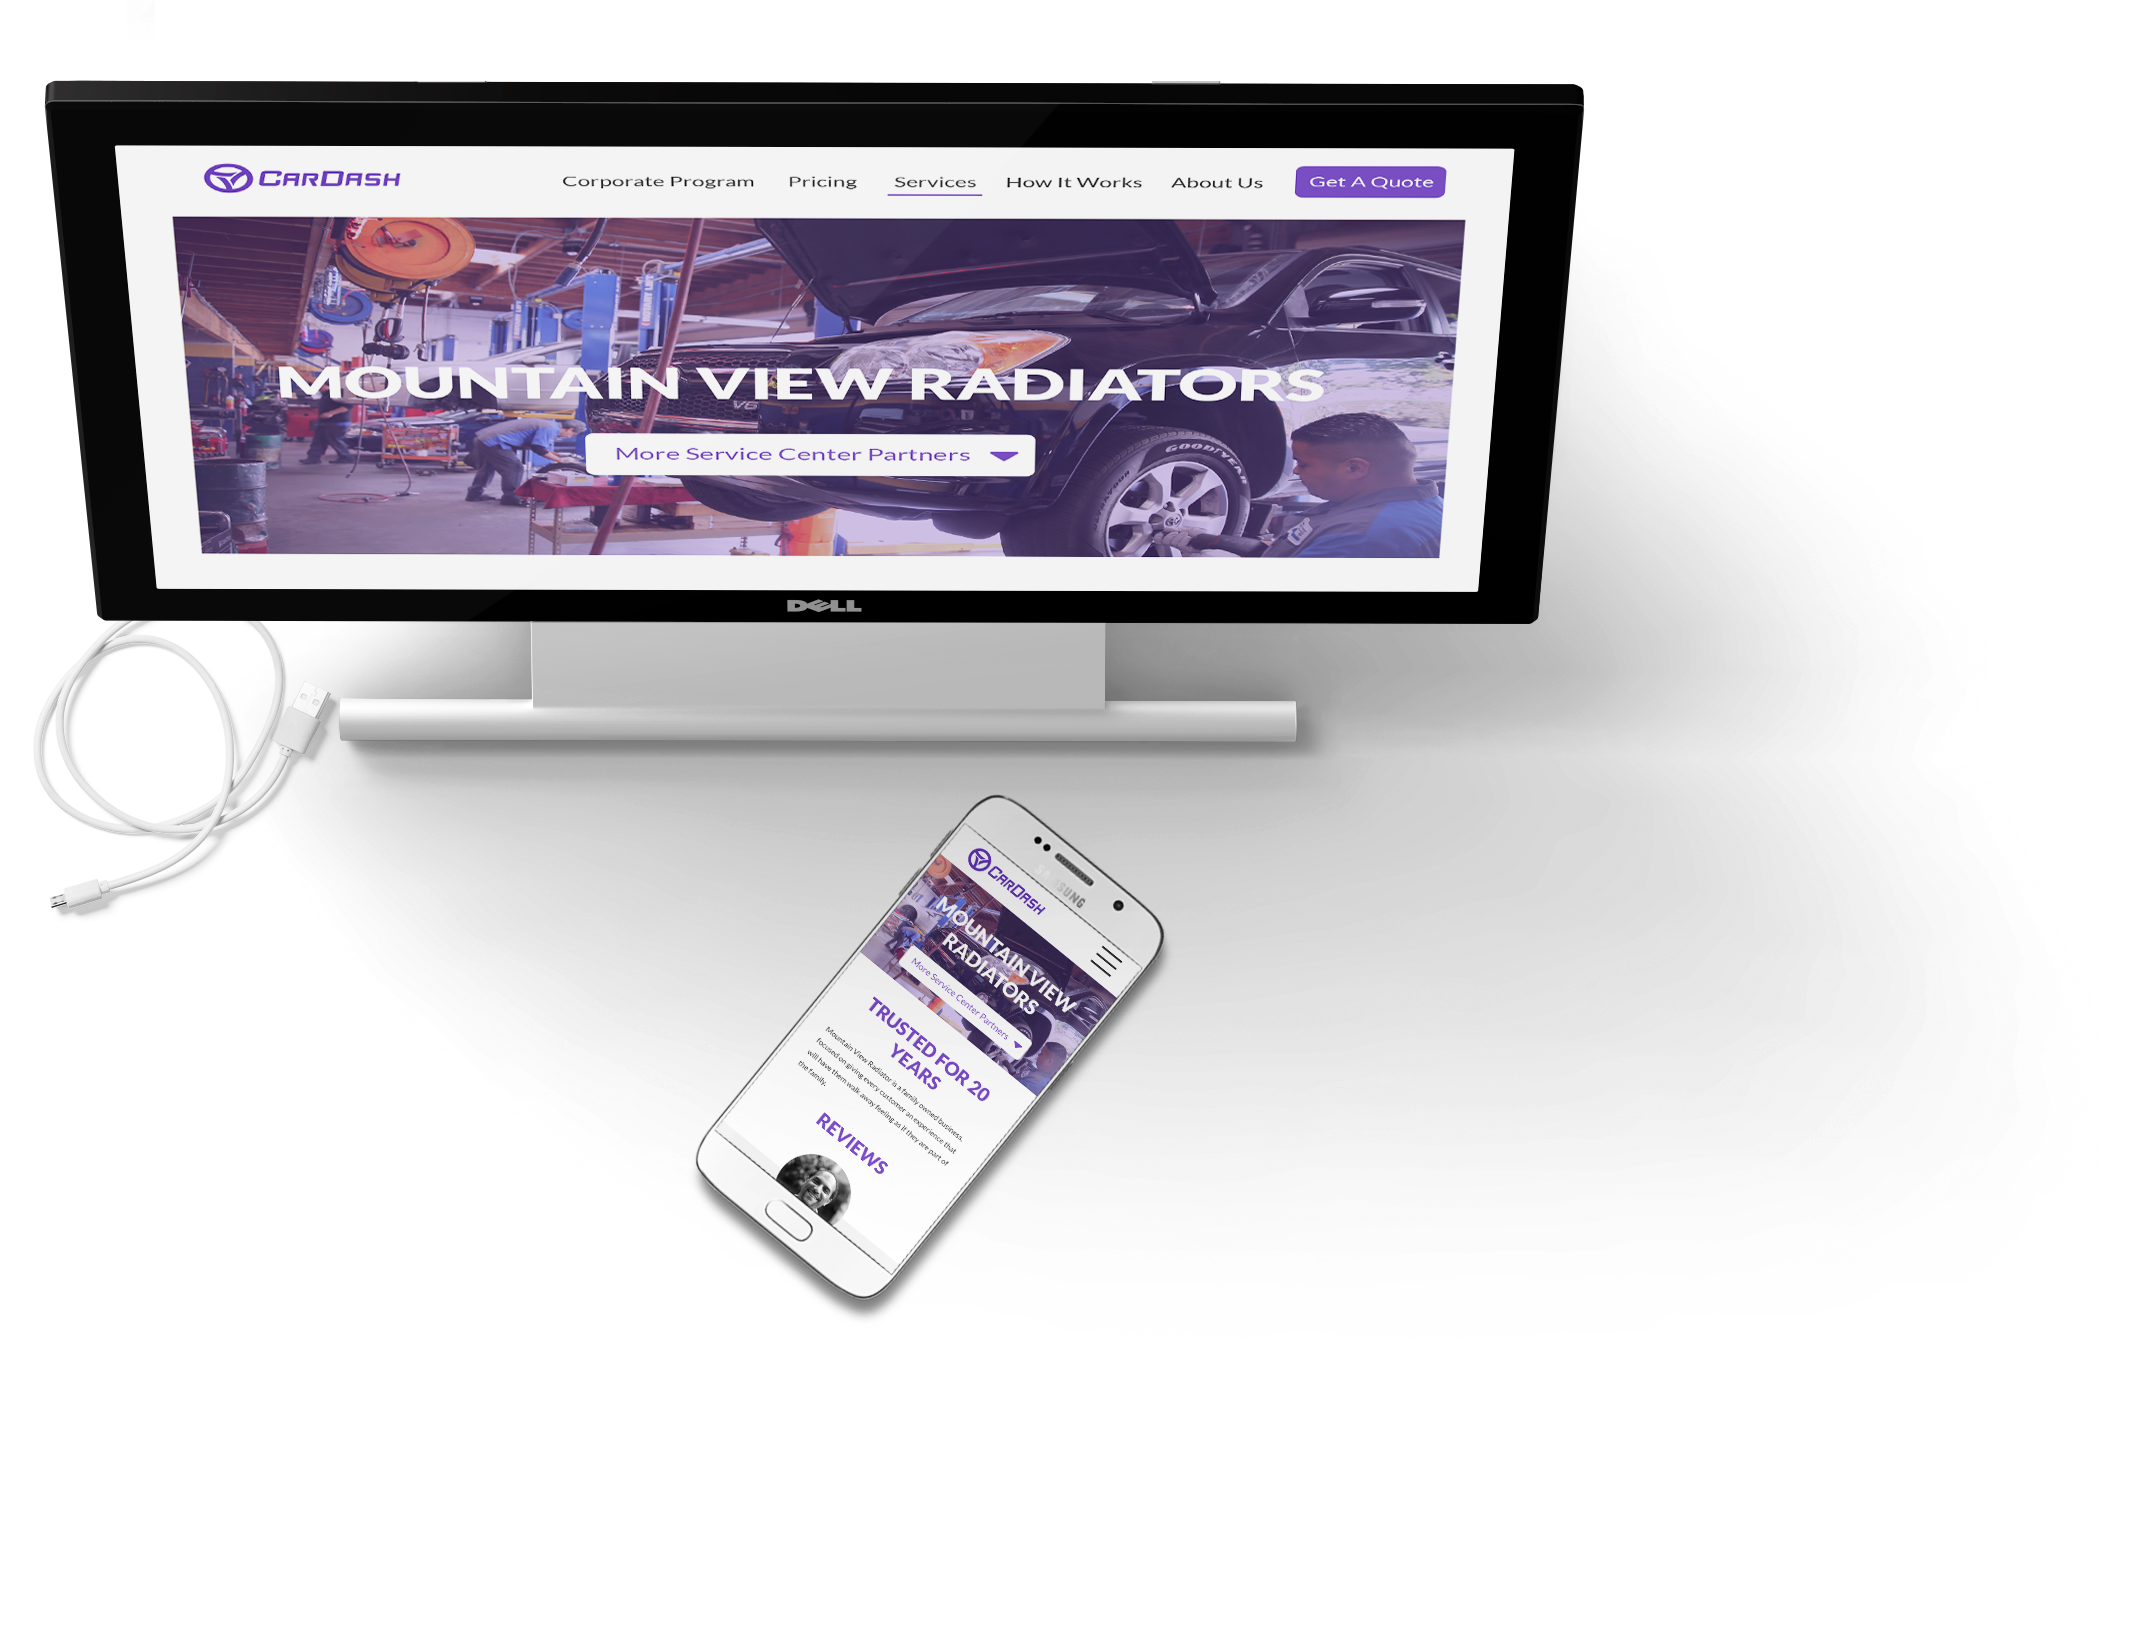 CARDASH
Corporate Program Pricing Services How It Works About Us Get A Quote
MOUNTAIN VIEW RADIATORS
V6
GOODYEAR
More Service Center Partners
DELL
SAMSUNG
CARDASH
MOUNTAIN VIEW
RADIATORS
More Service Center Partners
TRUSTED FOR 20
YEARS
Mountain View Radiator is a family owned business,
focused on giving every customer an experience that
will have them walk away feeling as if they are part of
the family.
REVIEWS